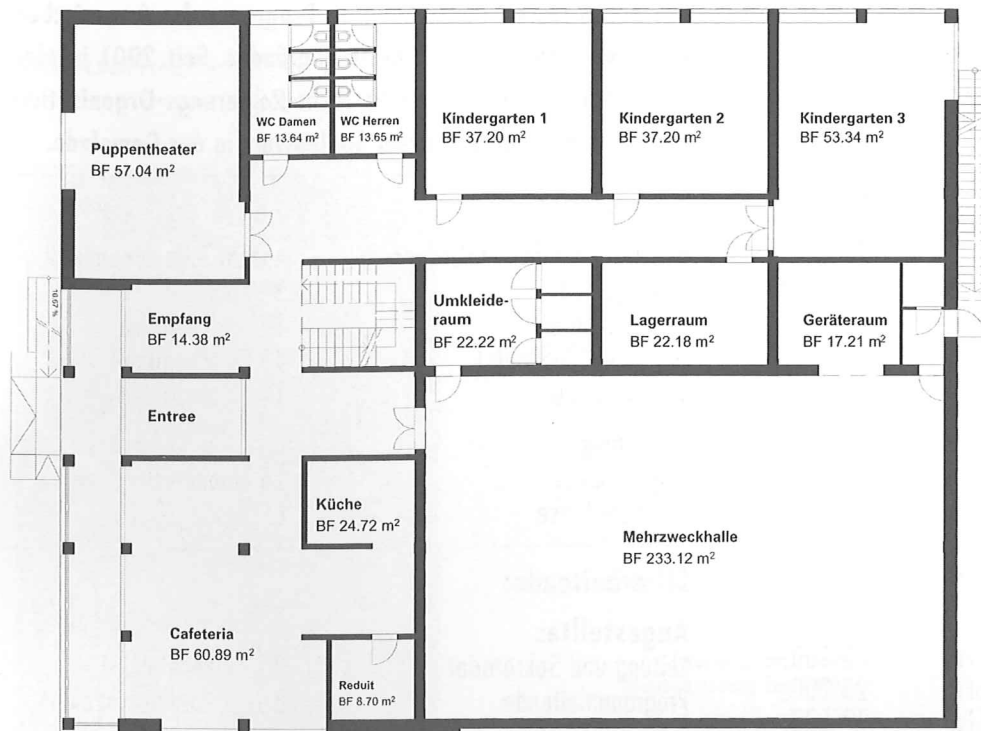 Puppentheater
BF 57.04 m²
WC Damen
BF 13.64 m²
WC Herren
BF 13.65 m²
Kindergarten 1
BF 37.20 m²
Kindergarten 2
BF 37.20 m²
Kindergarten 3
BF 53.34 m²
Empfang
BF 14.38 m²
Umkleide-
raum
BF 22.22 m²
Lagerraum
BF 22.18 m²
Geräteraum
BF 17.21 m²
Entree
Küche
BF 24.72 m²
Mehrzweckhalle
BF 233.12 m²
Cafeteria
BF 60.89 m²
Reduit
BF 8.70 m²